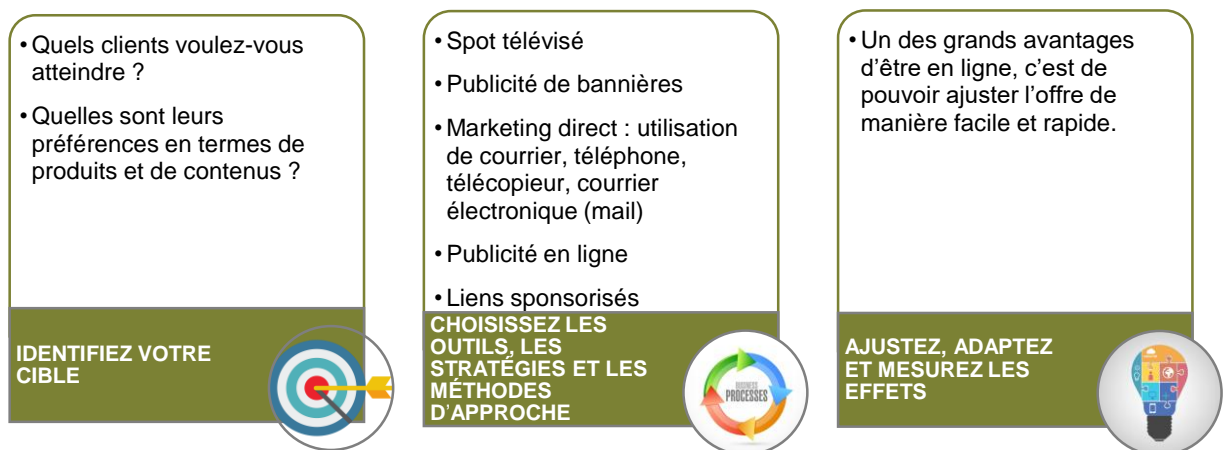 • Quels clients voulez-vous
atteindre ?
• Quelles sont leurs
préférences en termes de
produits et de contenus ?
IDENTIFIEZ VOTRE
CIBLE
• Spot télévisé
• Publicité de bannières
• Marketing direct : utilisation
de courrier, téléphone,
télécopieur, courrier
électronique (mail)
• Publicité en ligne
• Liens sponsorisés
CHOISISSEZ LES
OUTILS, LES
STRATÉGIES ET LES
MÉTHODES
D’APPROCHE
BUSINESS
PROCESSES
• Un des grands avantages
d’être en ligne, c’est de
pouvoir ajuster l’offre de
manière facile et rapide.
AJUSTEZ, ADAPTEZ
ET MESUREZ LES
EFFETS